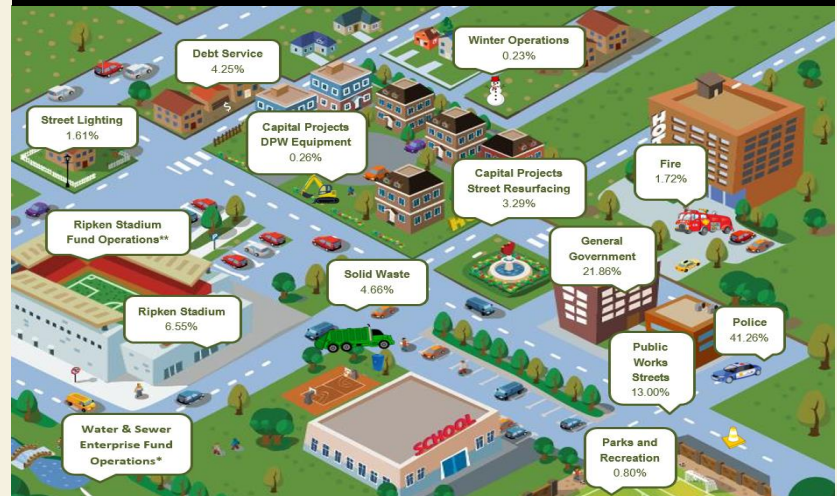 Debt Service
4.25%
Winter Operations
0.23%
Street Lighting
1.61%
Capital Projects
DPW Equipment
0.26%
Capital Projects
Street Resurfacing
3.29%
Fire
1.72%
Ripken Stadium
Fund Operations**
General
Government
21.86%
Solid Waste
4.66%
Ripken Stadium
6.55%
Police
41.26%
Public
Works
Streets
13.00%
Water & Sewer
Enterprise Fund
Operations*
SCHOOL
Parks and
Recreation
0.80%
$